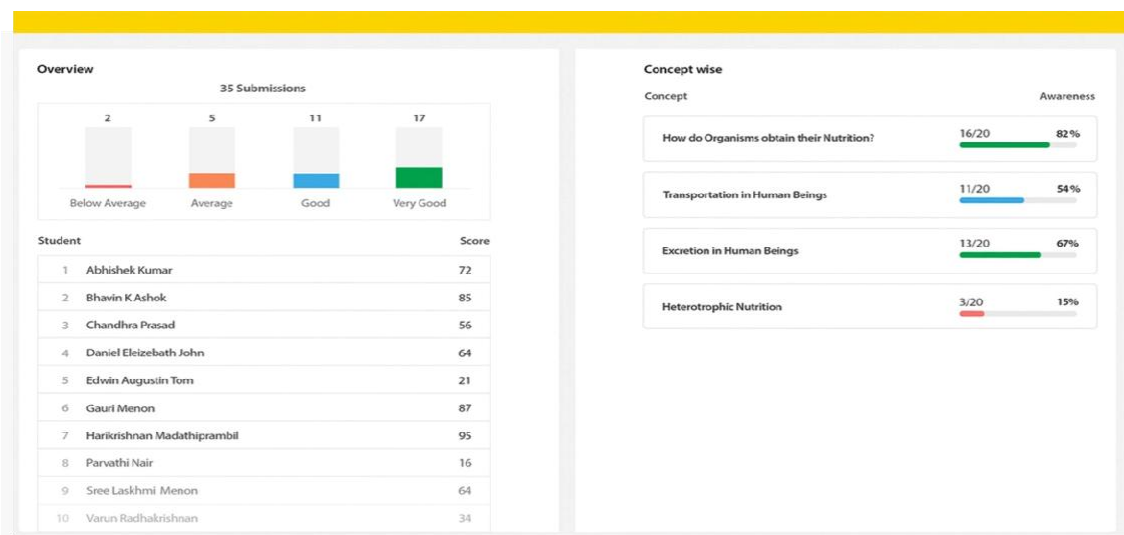 Overview
35 Submissions
2 5 11 17
Below Average Average Good Very Good
Student Score
1 Abhishek Kumar 72
2 Bhavin K Ashok 85
3 Chandhra Prasad 56
4 Daniel Eleizebath John 64
5 Edwin Augustin Tom 21
6 Gauri Menon 87
7 Harikrishnan Madathiprambil 95
8 Parvathi Nair 16
9 Sree Laskhmi Menon 64
10 Varun Radhakrishnan 34
Concept wise
Concept Awareness
How do Organisms obtain their Nutrition? 16/20 82%
Transportation in Human Beings 11/20 54%
Excretion in Human Beings 13/20 67%
Heterotrophic Nutrition 3/20 15%